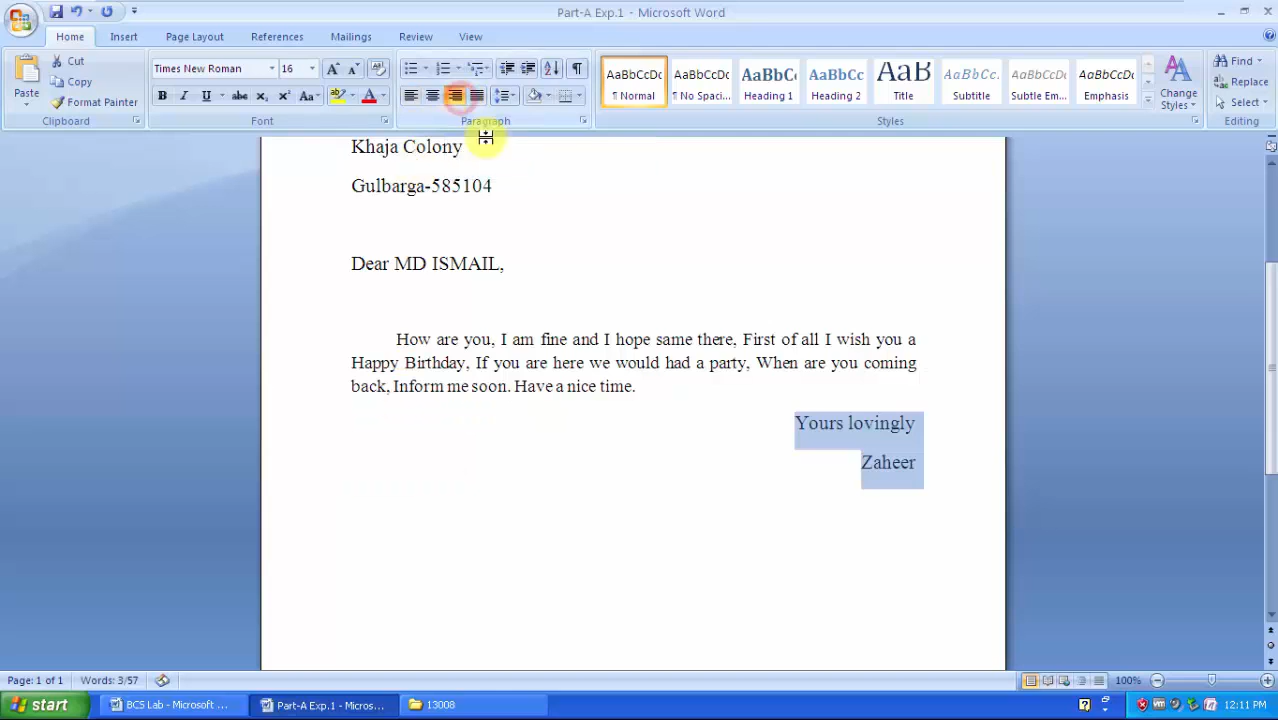 Part-A Exp.1 - Microsoft Word
Home Insert Page Layout References Mailings Review View
Paste
Cut
Copy
Format Painter
Clipboard
Times New Roman 16
B I U abc x₂ x² Aa A
Font
Paragraph
AaBbCcDc AaBbCcDc AaBbC AaBbCc AaB AaBbCc. AaBbCcDc AaBbCcDc
¶ Normal ¶ No Spaci... Heading 1 Heading 2 Title Subtitle Subtle Em... Emphasis
Change
Styles
Styles
Find
Replace
Select
Editing
Khaja Colony
Gulbarga-585104
Dear MD ISMAIL,
How are you, I am fine and I hope same there, First of all I wish you a
Happy Birthday, If you are here we would had a party, When are you coming
back, Inform me soon. Have a nice time.
Yours lovingly
Zaheer
Page: 1 of 1 Words: 3/57 100%
start BCS Lab - Microsoft ... Part-A Exp.1 - Micros... 13008 12:11 PM